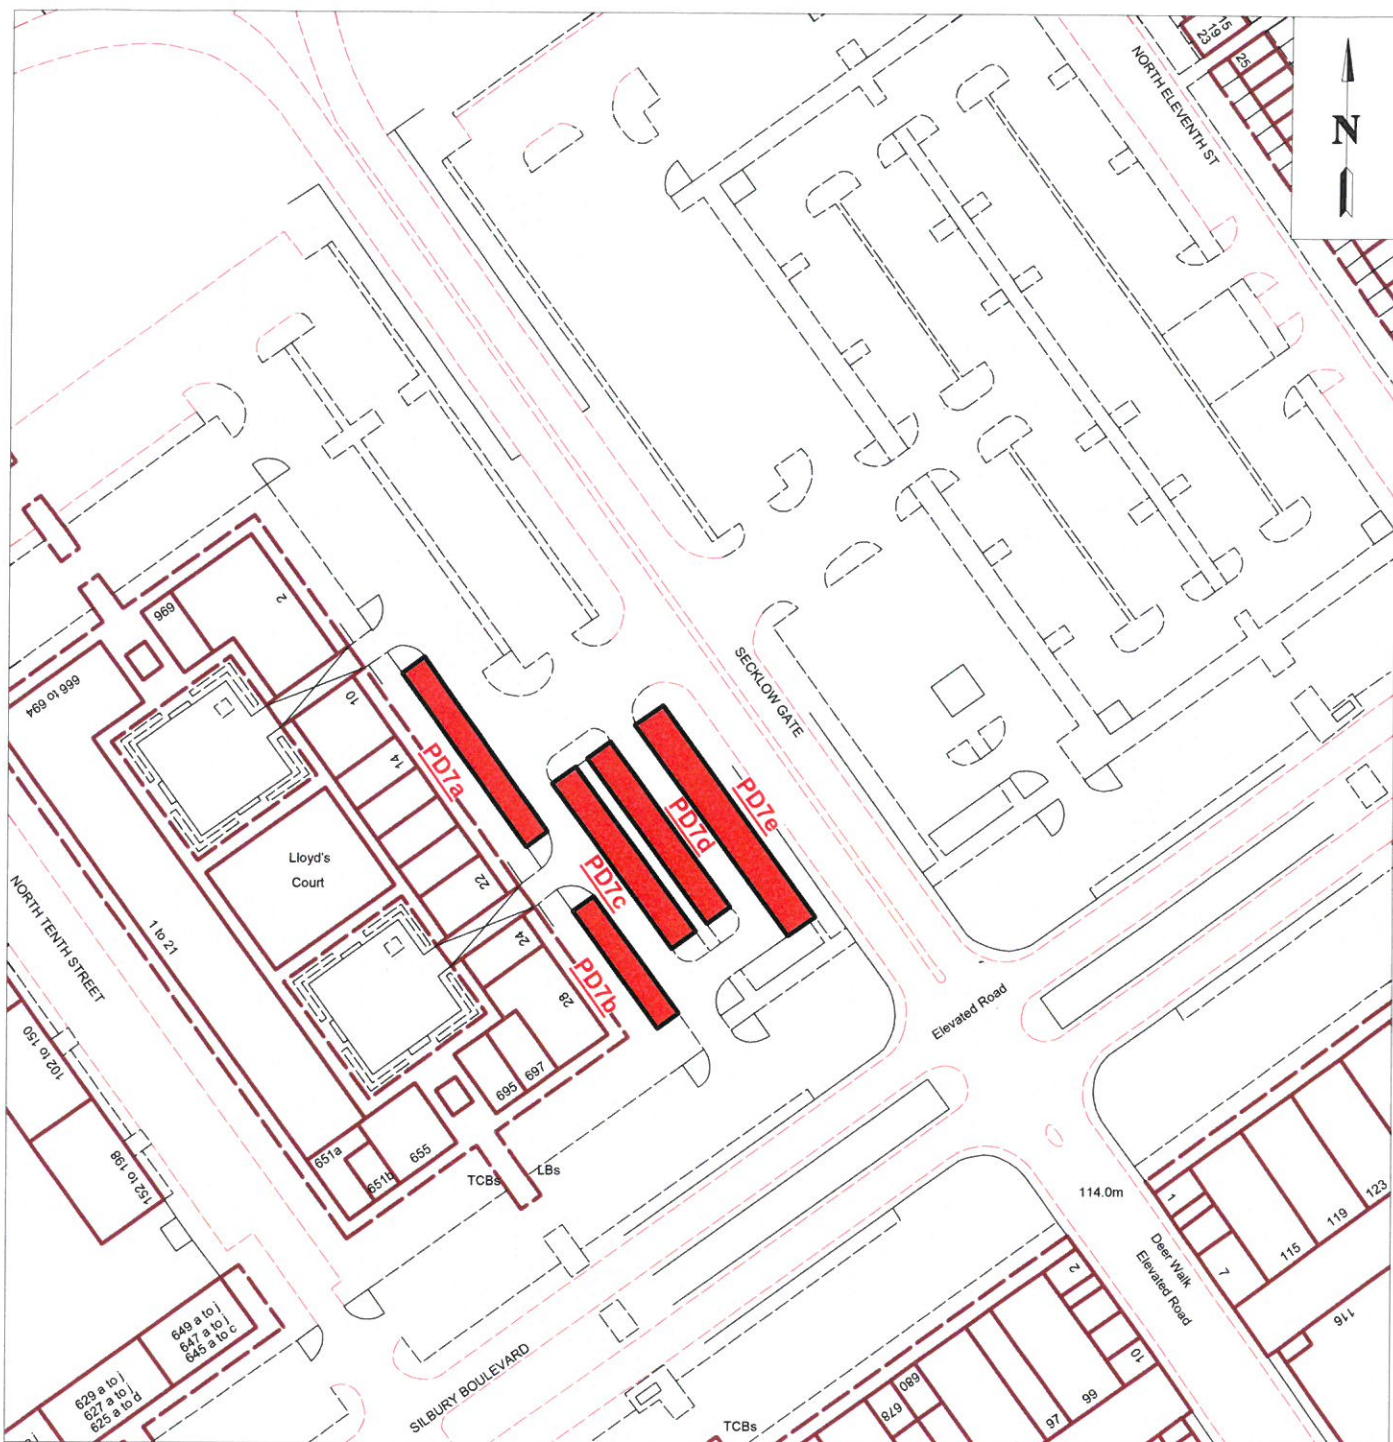 15
19
23
25
NORTH ELEVENTH ST
N
2
696
666 to 694
10
14
22
24
28
PD7a
PD7b
PD7c
PD7d
PD7e
SECKLOW GATE
Lloyd's
Court
1 to 21
NORTH TENTH STREET
102 to 150
152 to 198
695
697
651a
651b
655
TCBs
LBs
Elevated Road
114.0m
Deer Walk
Elevated Road
1
7
115
119
123
116
2
10
99
97
680
678
TCBs
SILBURY BOULEVARD
649 a to j
647 a to j
645 a to c
629 a to j
627 a to j
625 a to d